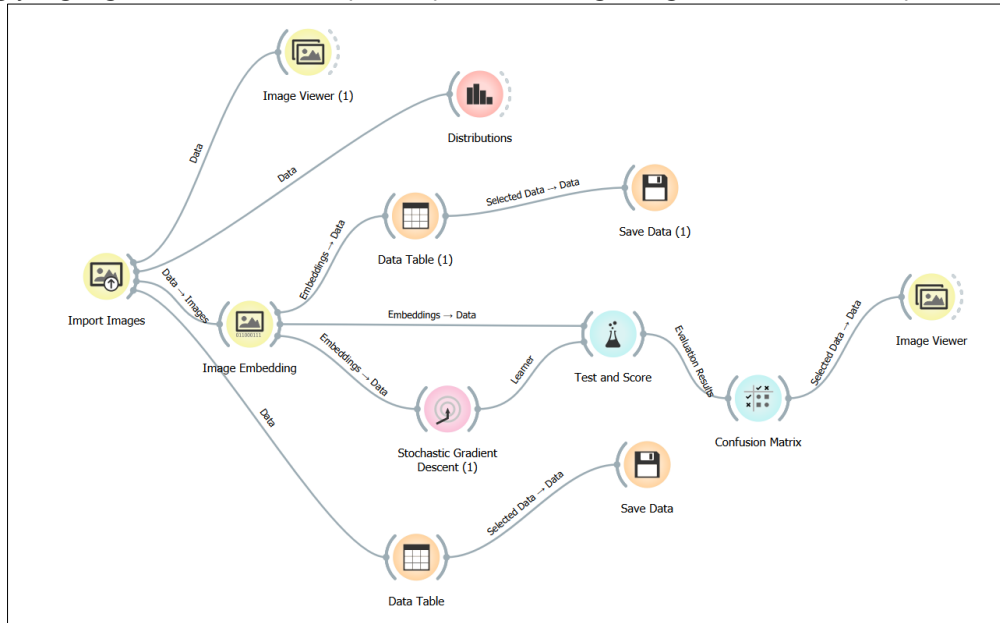 Image Viewer (1)
Data
Distributions
Data
Selected Data → Data
Save Data (1)
Embeddings → Data
Data Table (1)
Import Images
Data → Images
Image Embedding
011000111
Embeddings → Data
Test and Score
Image Viewer
Embeddings → Data
Learner
Evaluation Results
Selected Data → Data
Confusion Matrix
Stochastic Gradient
Descent (1)
Data
Selected Data → Data
Save Data
Data Table